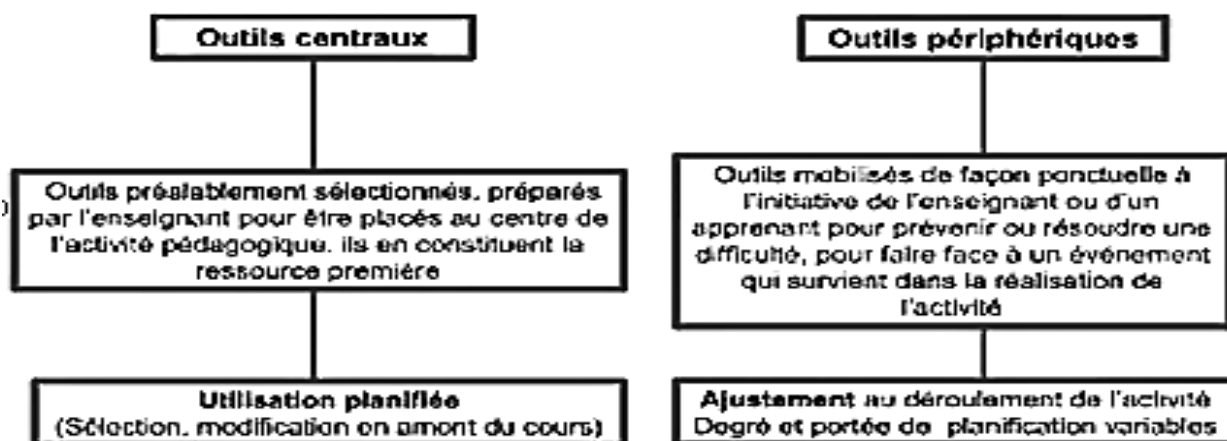 Outils centraux
Outils préalablement sélectionnés, préparés
par l'enseignant pour être placés au centre de
l'activité pédagogique. ils en constituent la
ressource première
Utilisation planifiée
(Sélection, modification en amont du cours)
Outils périphériques
Outils mobilisés de façon ponctuelle à
l'initiative de l'enseignant ou d'un
apprenant pour prévenir ou résoudre une
difficulté, pour faire face à un événement
qui survient dans la réalisation de
l'activité
Ajustement au déroulement de l'activité
Degré et portée de planification variables